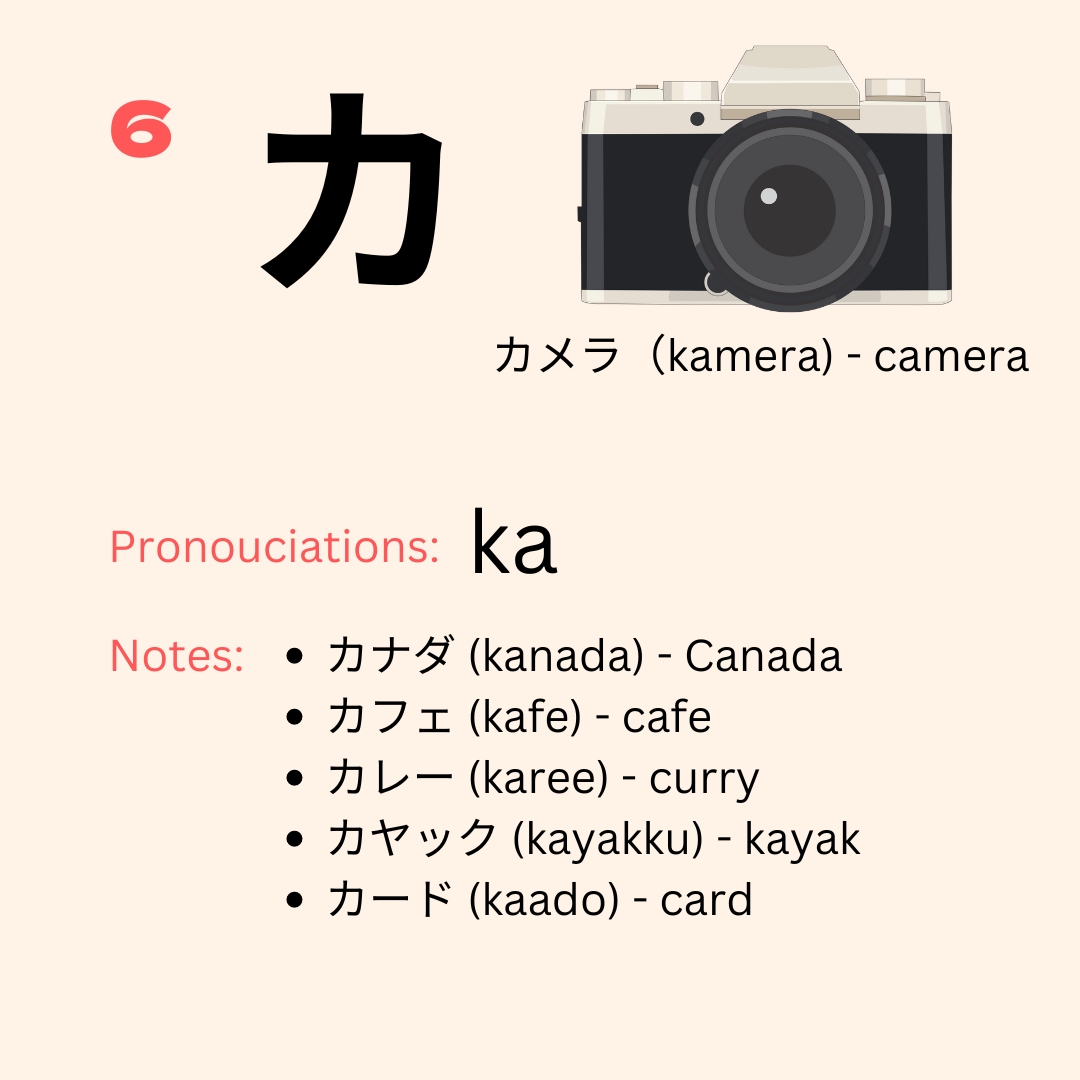 6
カ
カメラ（kamera) - camera
Pronouciations: ka
Notes:
• カナダ (kanada) - Canada
• カフェ (kafe) - cafe
• カレー (karee) - curry
• カヤック (kayakku) - kayak
• カード (kaado) - card